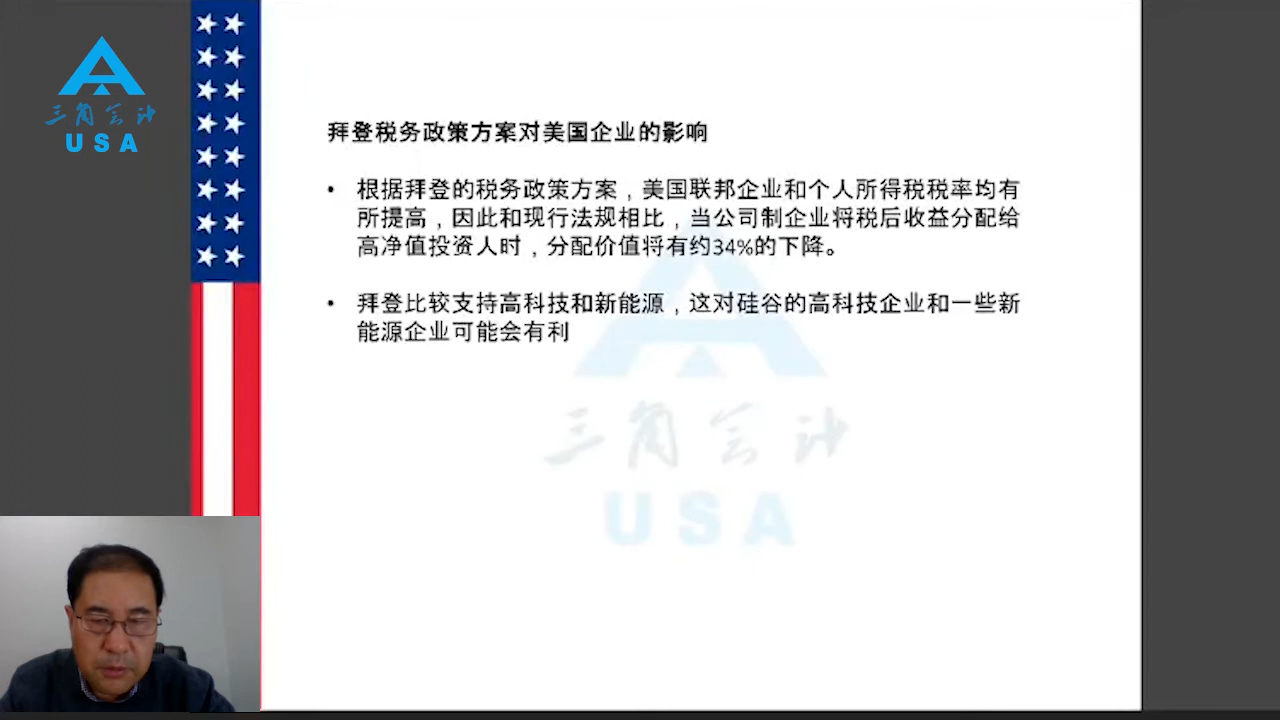 三角会计
USA
拜登税务政策方案对美国企业的影响
• 根据拜登的税务政策方案，美国联邦企业和个人所得税税率均有
所提高，因此和现行法规相比，当公司制企业将税后收益分配给
高净值投资人时，分配价值将有约34%的下降。
• 拜登比较支持高科技和新能源，这对硅谷的高科技企业和一些新
能源企业可能会有利
三角会计
USA